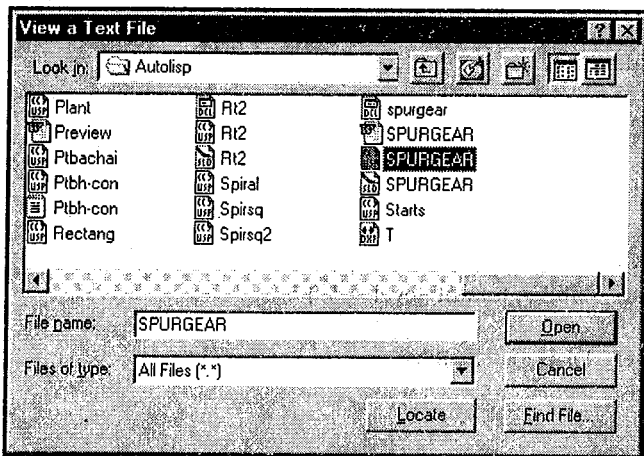 View a Text File
Look in: Autolisp
Plant
Preview
Ptbachai
Ptbh-con
Ptbh-con
Rectang
Rt2
Rt2
Rt2
Spiral
Spirsq
Spirsq2
spurgear
SPURGEAR
SPURGEAR
SPURGEAR
Starts
T
File name: SPURGEAR Open
Files of type: All Files (*.*) Cancel
Locate Find File...